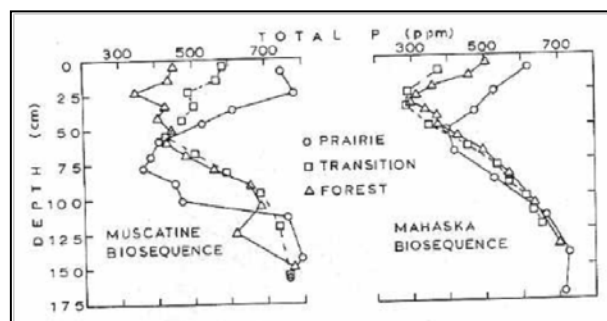 TOTAL P (ppm)
300 500 700
300 500 700
0
25
50
75
100
125
150
175
DEPTH (cm)
○ PRAIRIE
□ TRANSITION
△ FOREST
MUSCATINE
BIOSEQUENCE
MAHASKA
BIOSEQUENCE